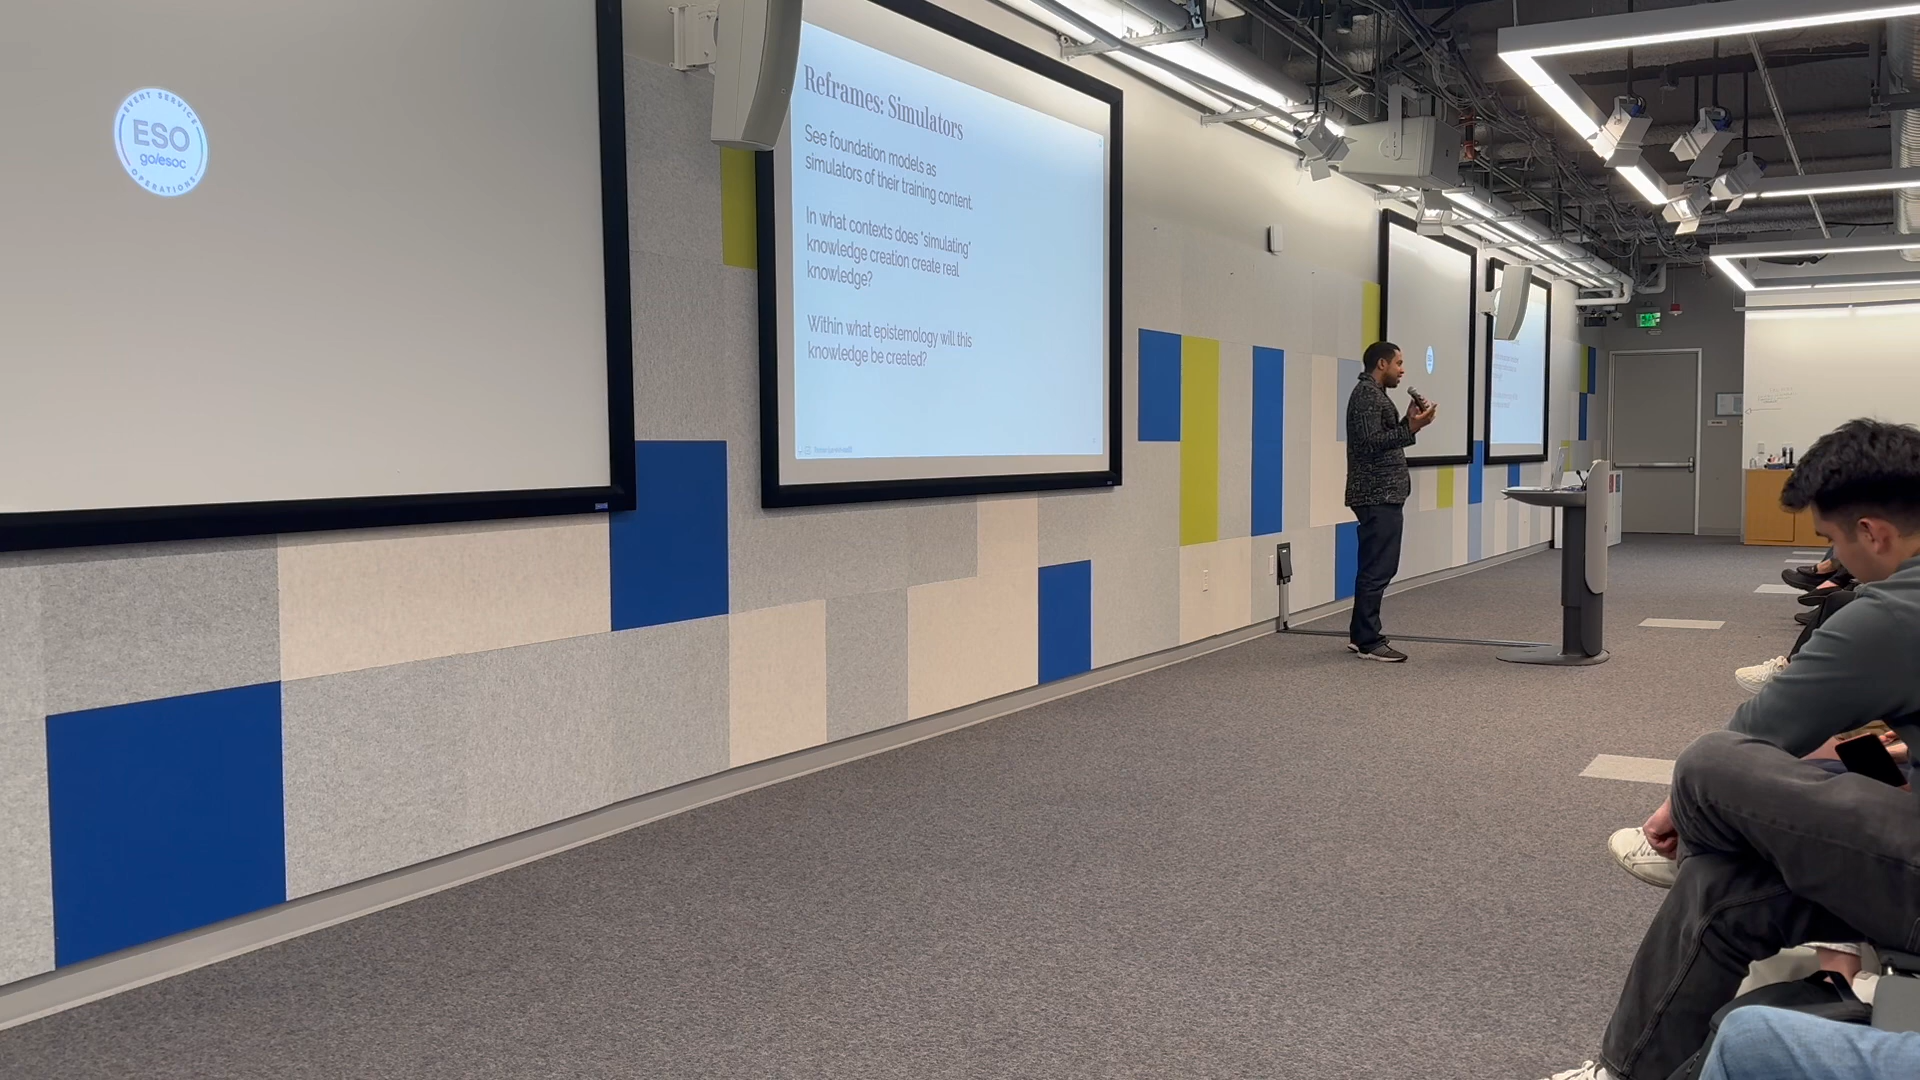 EVENT SERVICE
ESO
go/esoc
OPERATIONS
Reframes: Simulators
See foundation models as
simulators of their training content.
In what contexts does "simulating"
knowledge creation create real
knowledge?
Within what epistemology will this
knowledge be created?